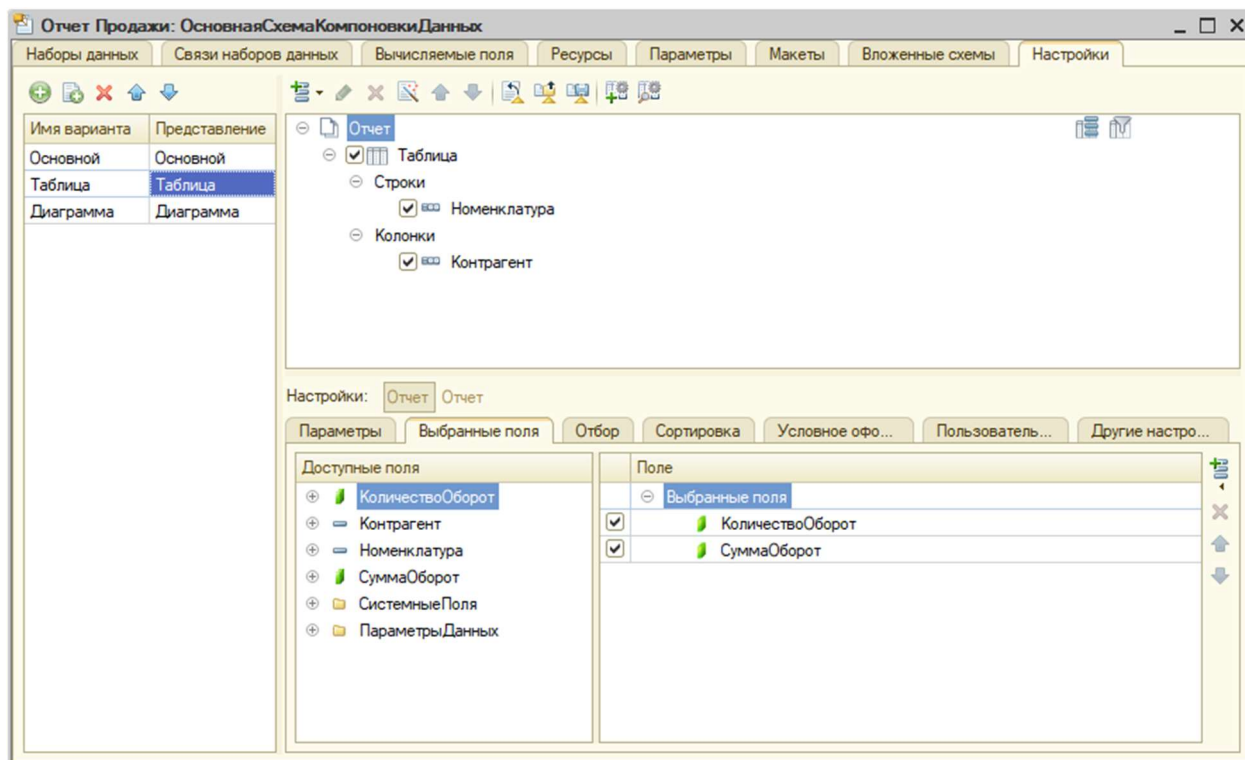 Отчет Продажи: ОсновнаяСхемаКомпоновкиДанных
Наборы данных Связи наборов данных Вычисляемые поля Ресурсы Параметры Макеты Вложенные схемы Настройки
Имя варианта Представление
Основной Основной
Таблица Таблица
Диаграмма Диаграмма
Отчет
Таблица
Строки
Номенклатура
Колонки
Контрагент
Настройки: Отчет Отчет
Параметры Выбранные поля Отбор Сортировка Условное офо... Пользователь... Другие настро...
Доступные поля
КоличествоОборот
Контрагент
Номенклатура
СуммаОборот
СистемныеПоля
ПараметрыДанных
Поле
Выбранные поля
КоличествоОборот
СуммаОборот